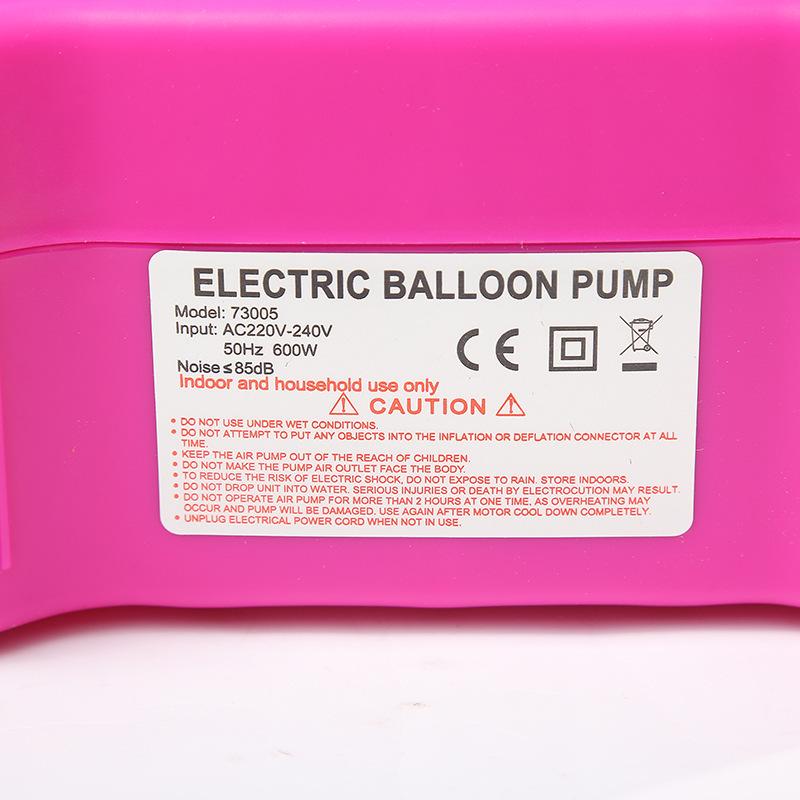 ELECTRIC BALLOON PUMP
Model: 73005
Input: AC220V-240V
50Hz 600W
Noise≤85dB
CE
Indoor and household use only
CAUTION
• DO NOT USE UNDER WET CONDITIONS.
• DO NOT ATTEMPT TO PUT ANY OBJECTS INTO THE INFLATION OR DEFLATION CONNECTOR AT ALL
TIME.
• KEEP THE AIR PUMP OUT OF THE REACH OF CHILDREN.
• DO NOT MAKE THE PUMP AIR OUTLET FACE THE BODY.
• TO REDUCE THE RISK OF ELECTRIC SHOCK, DO NOT EXPOSE TO RAIN. STORE INDOORS.
• DO NOT DROP UNIT INTO WATER. SERIOUS INJURIES OR DEATH BY ELECTROCUTION MAY RESULT.
• DO NOT OPERATE AIR PUMP FOR MORE THAN 2 HOURS AT ONE TIME, AS OVERHEATING MAY
OCCUR AND PUMP WILL BE DAMAGED. USE AGAIN AFTER MOTOR COOL DOWN COMPLETELY.
• UNPLUG ELECTRICAL POWER CORD WHEN NOT IN USE.